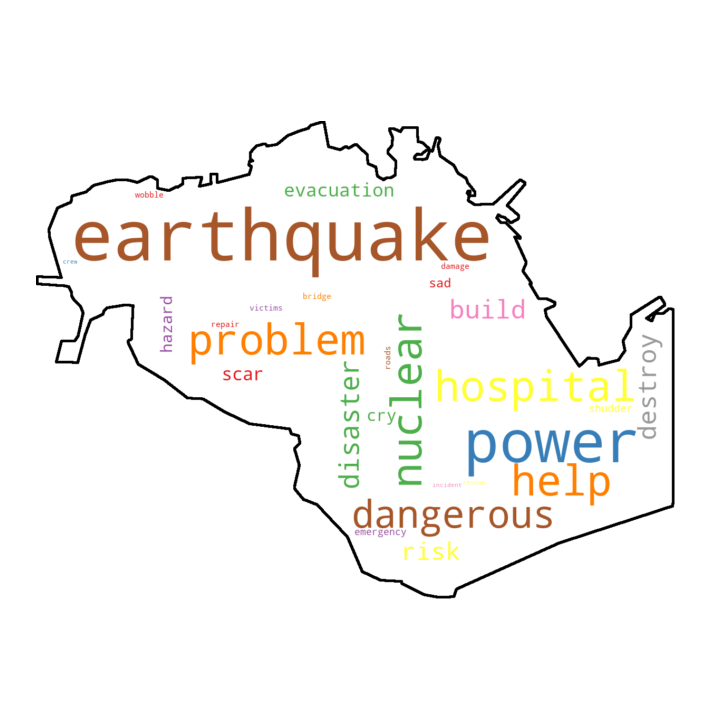 evacuation
wobble
earthquake
crew
damage
sad
bridge
hazard
build
victims
repair
problem
nuclear
destroy
roads
scar
disaster
hospital
cry
shudder
power
help
incident
dangerous
emergency
risk